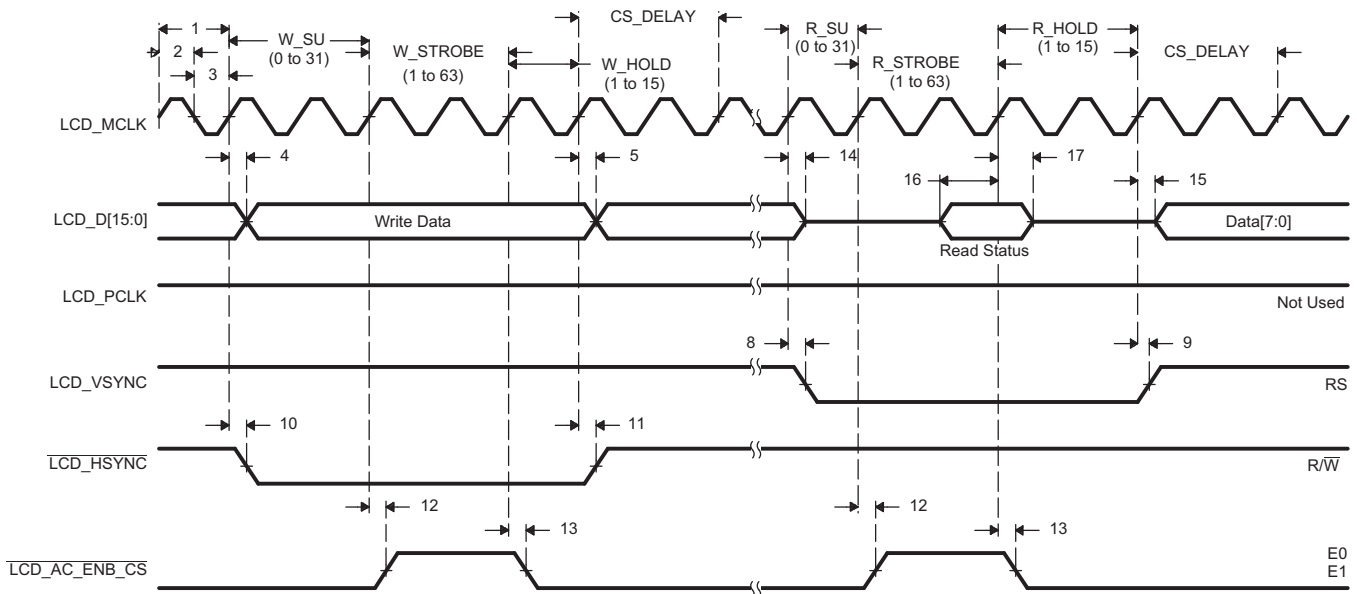 CS_DELAY
1
2
3
W_SU
(0 to 31)
W_STROBE
(1 to 63)
W_HOLD
(1 to 15)
R_SU
(0 to 31)
R_STROBE
(1 to 63)
R_HOLD
(1 to 15)
CS_DELAY
LCD_MCLK
4
5
14
16
17
15
LCD_D[15:0]
Write Data
Read Status
Data[7:0]
LCD_PCLK
Not Used
8
9
LCD_VSYNC
RS
10
11
LCD_HSYNC
R/W
12
13
12
13
LCD_AC_ENB_CS
E0
E1